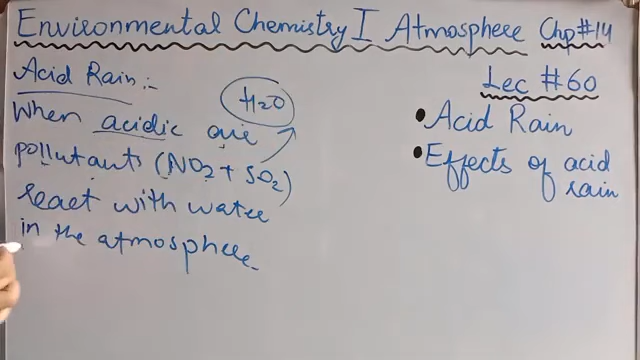 Environmental Chemistry I Atmosphere Chp#14
Lec #60
Acid Rain
Effects of acid
rain
Acid Rain:-
H2O
When acidic aie
pollutants (NO2 + SO2)
react with water
in the atmosphere.